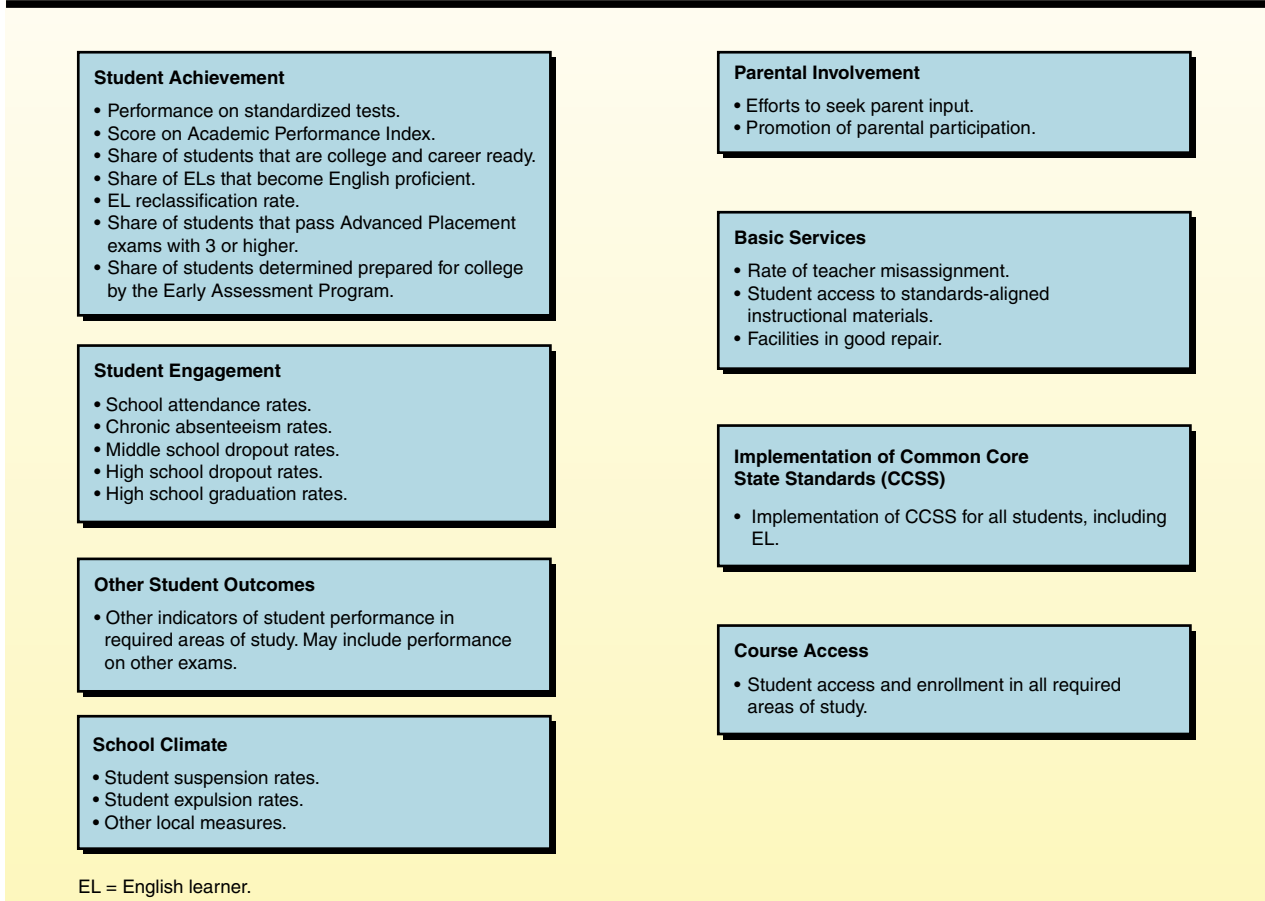 Student Achievement
• Performance on standardized tests.
• Score on Academic Performance Index.
• Share of students that are college and career ready.
• Share of ELs that become English proficient.
• EL reclassification rate.
• Share of students that pass Advanced Placement
exams with 3 or higher.
• Share of students determined prepared for college
by the Early Assessment Program.
Student Engagement
• School attendance rates.
• Chronic absenteeism rates.
• Middle school dropout rates.
• High school dropout rates.
• High school graduation rates.
Other Student Outcomes
• Other indicators of student performance in
required areas of study. May include performance
on other exams.
School Climate
• Student suspension rates.
• Student expulsion rates.
• Other local measures.
Parental Involvement
• Efforts to seek parent input.
• Promotion of parental participation.
Basic Services
• Rate of teacher misassignment.
• Student access to standards-aligned
instructional materials.
• Facilities in good repair.
Implementation of Common Core
State Standards (CCSS)
• Implementation of CCSS for all students, including
EL.
Course Access
• Student access and enrollment in all required
areas of study.
EL = English learner.